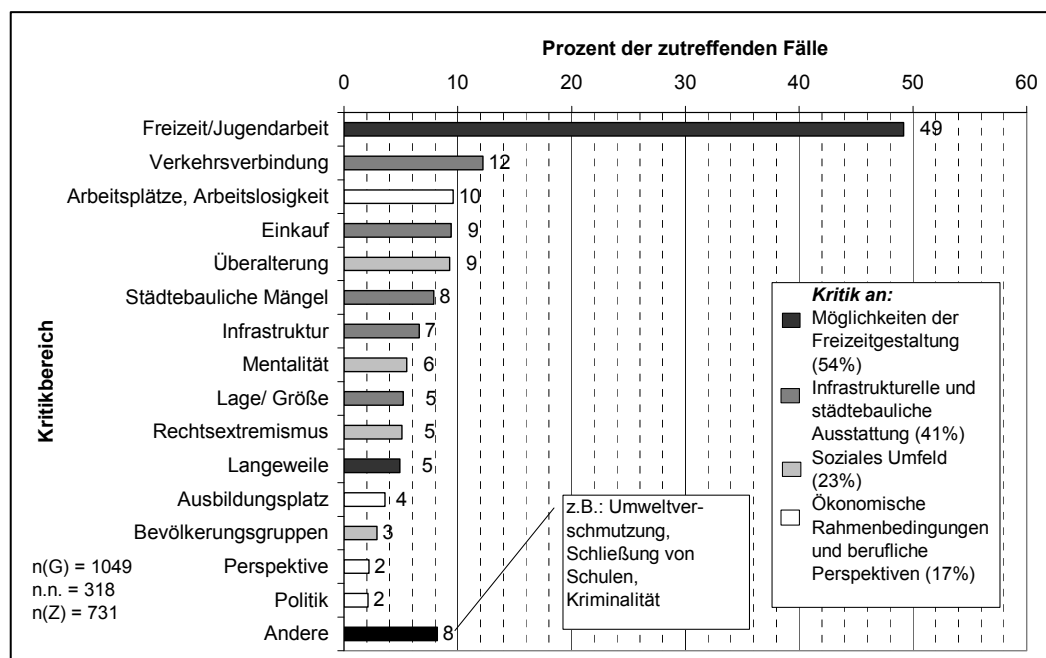 Prozent der zutreffenden Fälle
0 10 20 30 40 50 60
Kritikbereich
Freizeit/Jugendarbeit 49
Verkehrsverbindung 12
Arbeitsplätze, Arbeitslosigkeit 10
Einkauf 9
Überalterung 9
Städtebauliche Mängel 8
Infrastruktur 7
Mentalität 6
Lage/ Größe 5
Rechtsextremismus 5
Langeweile 5
Ausbildungsplatz 4
Bevölkerungsgruppen 3
Perspektive 2
Politik 2
Andere 8
n(G) = 1049
n.n. = 318
n(Z) = 731
z.B.: Umweltver-
schmutzung,
Schließung von
Schulen,
Kriminalität
Kritik an:
Möglichkeiten der
Freizeitgestaltung
(54%)
Infrastrukturelle und
städtebauliche
Ausstattung (41%)
Soziales Umfeld
(23%)
Ökonomische
Rahmenbedingungen
und berufliche
Perspektiven (17%)